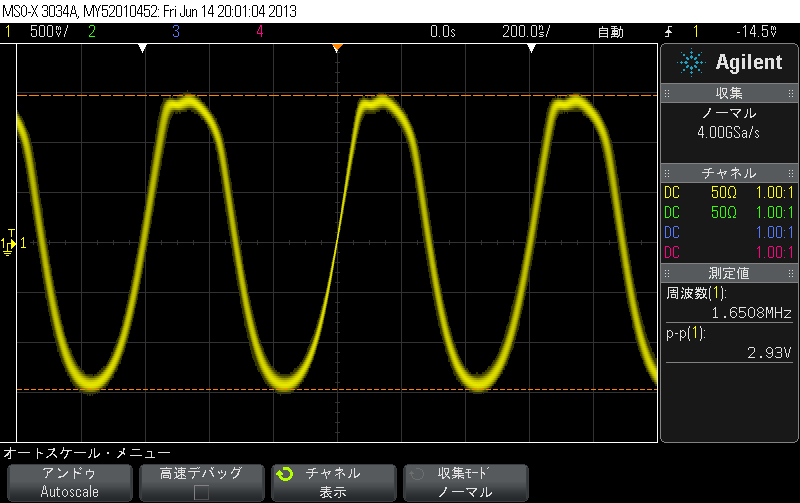 MSO-X 3034A, MY52010452: Fri Jun 14 20:01:04 2013
1 500♉/ 2 3 4 0.0s 200.0♑/ 自動 1 -14.5♉
Agilent
収集
ノーマル
4.00GSa/s
チャネル
DC 50Ω 1.00:1
DC 50Ω 1.00:1
DC 1.00:1
DC 1.00:1
測定値
周波数(1):
1.6508MHz
p-p(1):
2.93V
T
1 1
オートスケール・メニュー
アンドゥ
Autoscale
高速デバッグ
チャネル
表示
収集ﾓｰﾄﾞ
ノーマル